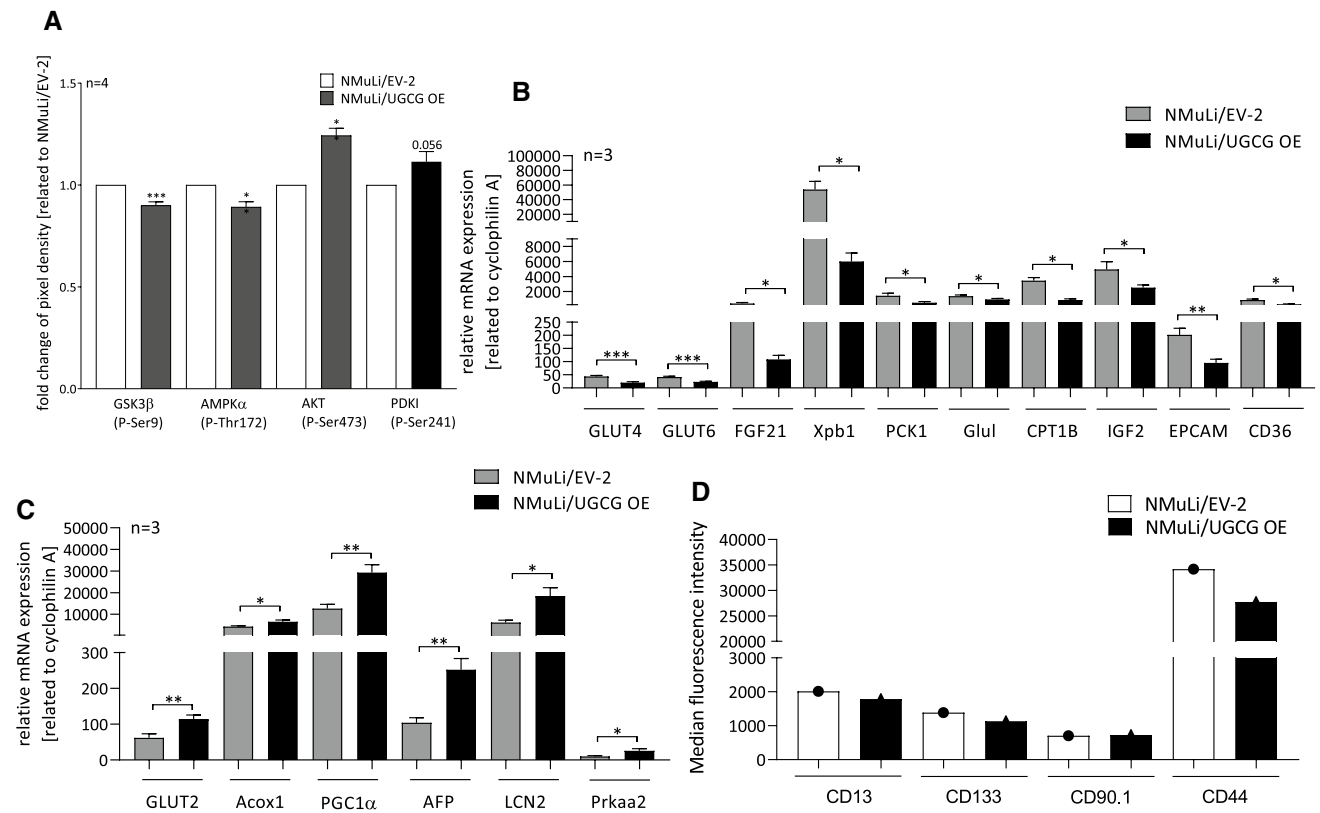 A
fold change of pixel density [related to NMuLi/EV-2]
n=4
NMuLi/EV-2
NMuLi/UGCG OE
1.5
1.0
0.5
0.0
***
*
*
*
*
0.056
GSK3β
(P-Ser9)
AMPKα
(P-Thr172)
AKT
(P-Ser473)
PDKI
(P-Ser241)
B
relative mRNA expression
[related to cyclophilin A]
n=3
NMuLi/EV-2
NMuLi/UGCG OE
100000
80000
60000
40000
20000
8000
6000
4000
2000
250
200
150
100
50
0
***
***
*
*
*
*
*
*
**
*
GLUT4
GLUT6
FGF21
Xpb1
PCK1
Glul
CPT1B
IGF2
EPCAM
CD36
C
relative mRNA expression
[related to cyclophilin A]
n=3
NMuLi/EV-2
NMuLi/UGCG OE
50000
40000
30000
20000
10000
300
200
100
0
**
*
**
**
*
*
GLUT2
Acox1
PGC1α
AFP
LCN2
Prkaa2
D
Median fluorescence intensity
NMuLi/EV-2
NMuLi/UGCG OE
40000
35000
30000
25000
20000
3000
2000
1000
0
CD13
CD133
CD90.1
CD44